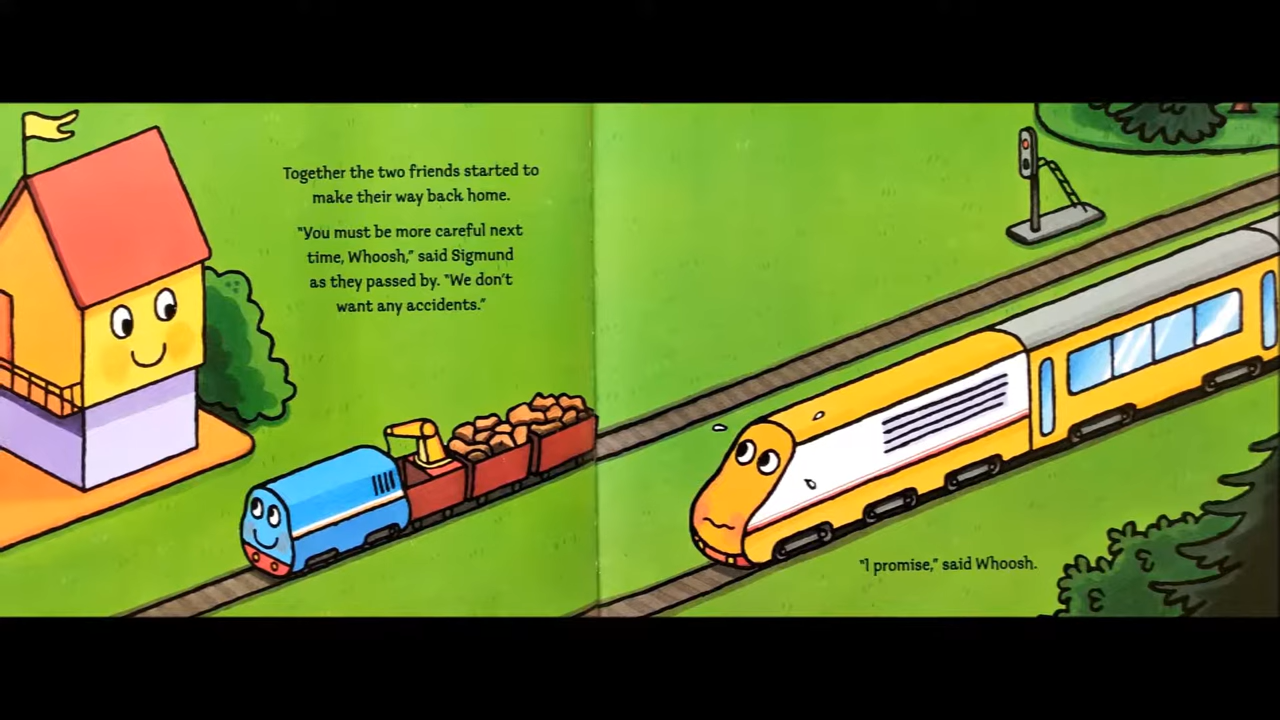 Together the two friends started to
make their way back home.
"You must be more careful next
time, Whoosh," said Sigmund
as they passed by. "We don't
want any accidents."
"I promise," said Whoosh.